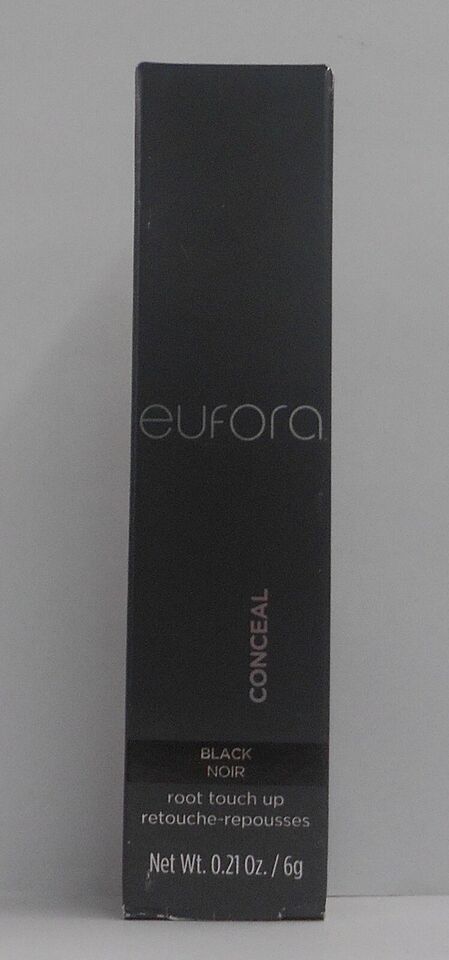 eufora
CONCEAL
BLACK
NOIR
root touch up
retouche-repousses
Net Wt. 0.21 Oz. / 6g